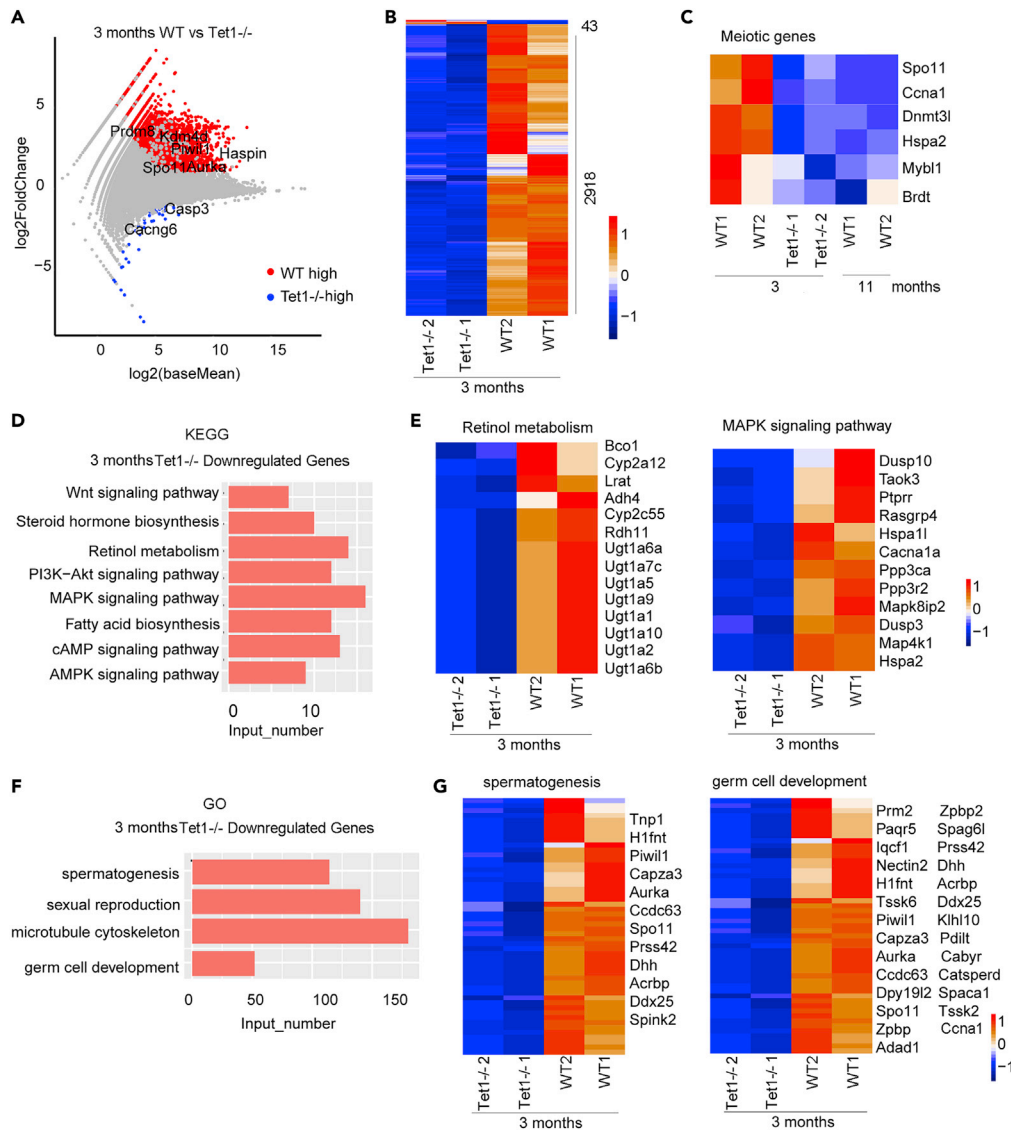 A
3 months WT vs Tet1-/-
5
0
−5
log2FoldChange
Prom8
Kdm4d
Piwil1
Haspin
Spo11
Aurka
Casp3
Cacng6
WT high
Tet1-/-high
0
5
10
15
log2(baseMean)
B
43
2918
1
0
−1
Tet1-/- 2
Tet1-/- 1
WT2
WT1
3 months
C
Meiotic genes
Spo11
Ccna1
Dnmt3l
Hspa2
Mybl1
Brdt
WT1
WT2
Tet1-/- 1
Tet1-/- 2
WT1
WT2
3
11
months
D
KEGG
3 months Tet1-/- Downregulated Genes
Wnt signaling pathway
Steroid hormone biosynthesis
Retinol metabolism
PI3K−Akt signaling pathway
MAPK signaling pathway
Fatty acid biosynthesis
cAMP signaling pathway
AMPK signaling pathway
0
10
Input_number
E
Retinol metabolism
Bco1
Cyp2a12
Lrat
Adh4
Cyp2c55
Rdh11
Ugt1a6a
Ugt1a7c
Ugt1a5
Ugt1a9
Ugt1a1
Ugt1a10
Ugt1a2
Ugt1a6b
Tet1-/- 2
Tet1-/- 1
WT2
WT1
3 months
MAPK signaling pathway
Dusp10
Taok3
Ptprr
Rasgrp4
Hspa1l
Cacna1a
Ppp3ca
Ppp3r2
Mapk8ip2
Dusp3
Map4k1
Hspa2
1
0
−1
Tet1-/- 2
Tet1-/- 1
WT2
WT1
3 months
F
GO
3 months Tet1-/- Downregulated Genes
spermatogenesis
sexual reproduction
microtubule cytoskeleton
germ cell development
0
50
100
150
Input_number
G
spermatogenesis
Tnp1
H1fnt
Piwil1
Capza3
Aurka
Ccdc63
Spo11
Prss42
Dhh
Acrbp
Ddx25
Spink2
Tet1-/- 2
Tet1-/- 1
WT2
WT1
3 months
germ cell development
Prm2 Zpbp2
Paqr5 Spag6l
Iqcf1 Prss42
Nectin2 Dhh
H1fnt Acrbp
Tssk6 Ddx25
Piwil1 Klhl10
Capza3 Pdilt
Aurka Cabyr
Ccdc63 Catsperd
Dpy19l2 Spaca1
Spo11 Tssk2
Zpbp Ccna1
Adad1
1
0
−1
Tet1-/- 2
Tet1-/- 1
WT2
WT1
3 months